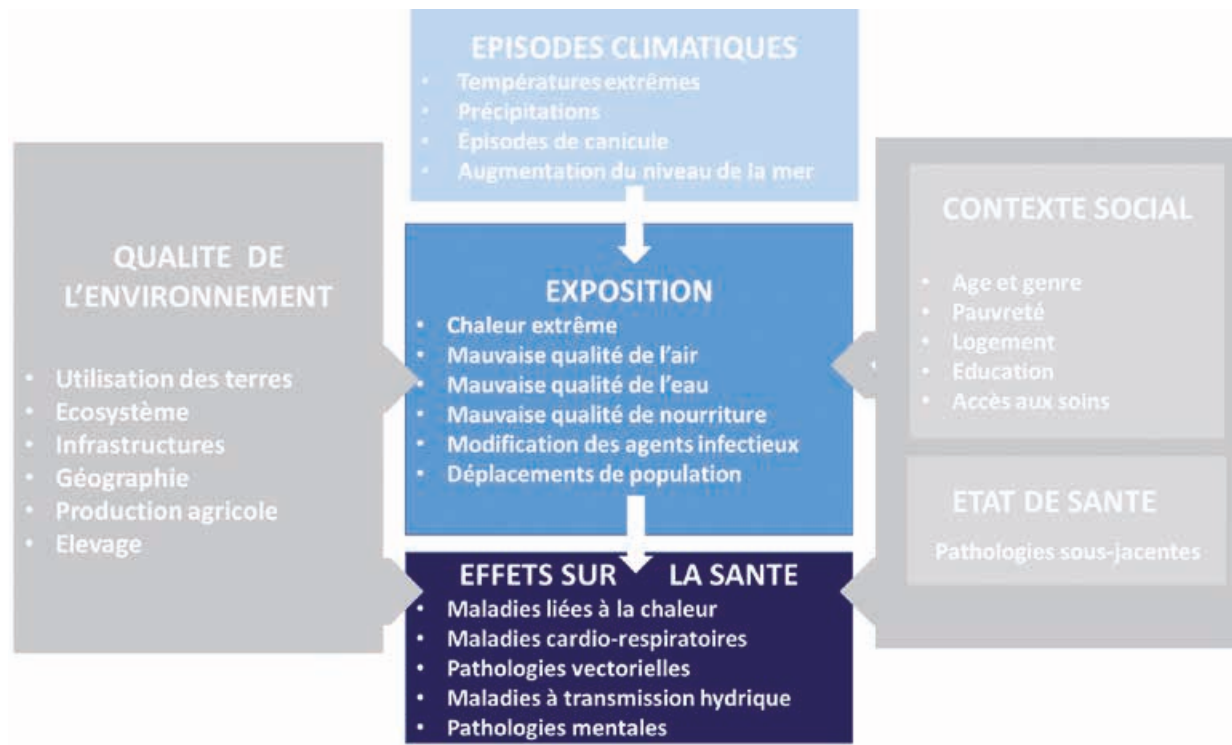 EPISODES CLIMATIQUES
• Températures extrêmes
• Précipitations
• Épisodes de canicule
• Augmentation du niveau de la mer
QUALITE DE
L'ENVIRONNEMENT
• Utilisation des terres
• Ecosystème
• Infrastructures
• Géographie
• Production agricole
• Elevage
EXPOSITION
• Chaleur extrême
• Mauvaise qualité de l'air
• Mauvaise qualité de l'eau
• Mauvaise qualité de nourriture
• Modification des agents infectieux
• Déplacements de population
CONTEXTE SOCIAL
• Age et genre
• Pauvreté
• Logement
• Education
• Accès aux soins
ETAT DE SANTE
Pathologies sous-jacentes
EFFETS SUR LA SANTE
• Maladies liées à la chaleur
• Maladies cardio-respiratoires
• Pathologies vectorielles
• Maladies à transmission hydrique
• Pathologies mentales